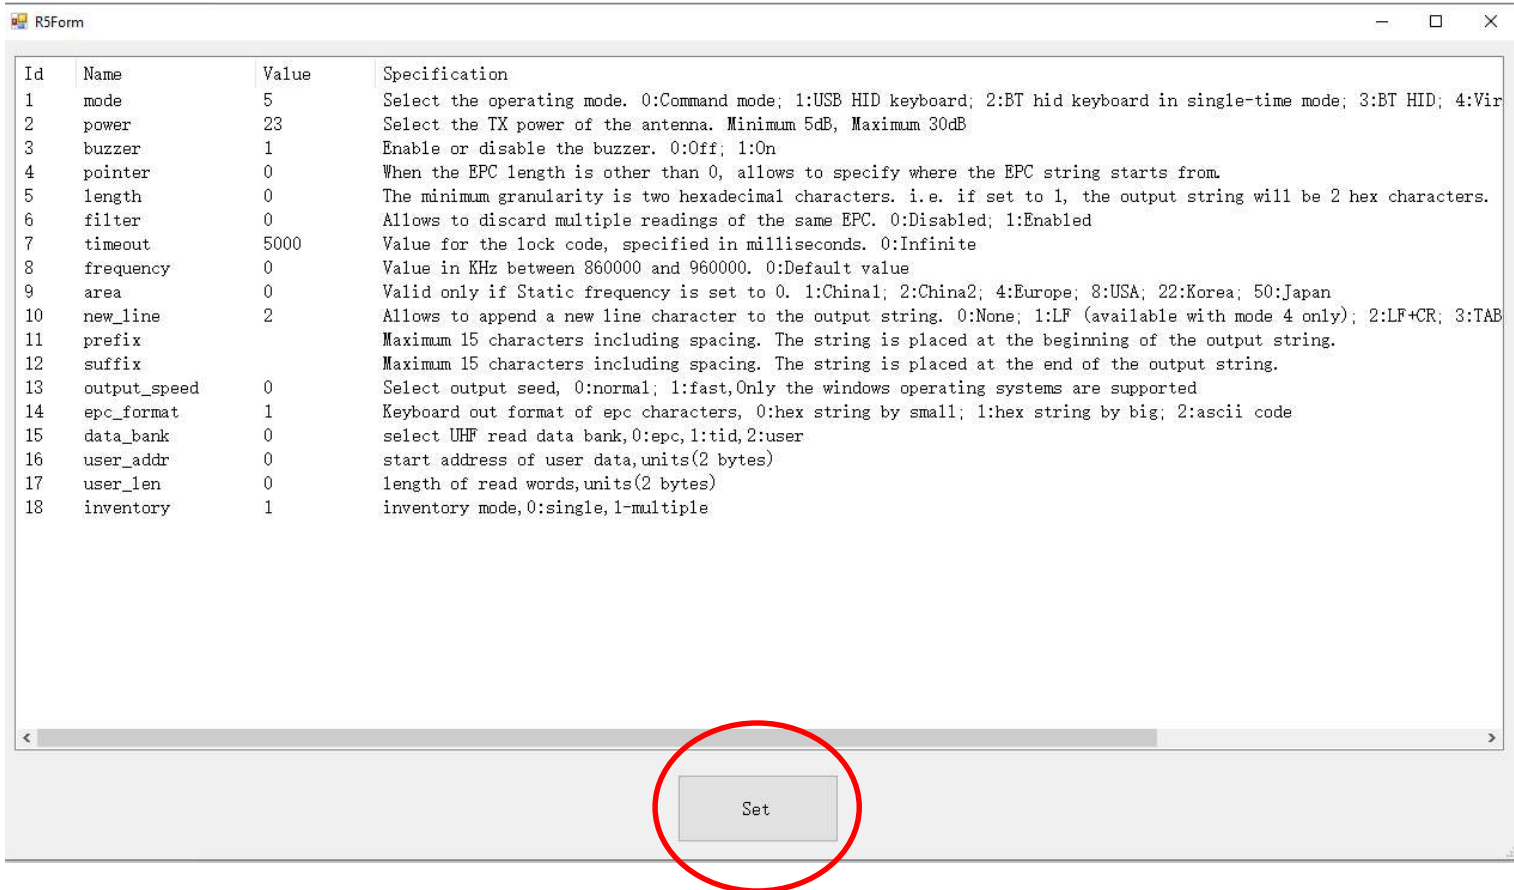 R5Form
Id Name Value Specification
1 mode 5 Select the operating mode. 0:Command mode; 1:USB HID keyboard; 2:BT hid keyboard in single-time mode; 3:BT HID; 4:Vir
2 power 23 Select the TX power of the antenna. Minimum 5dB, Maximum 30dB
3 buzzer 1 Enable or disable the buzzer. 0:Off; 1:On
4 pointer 0 When the EPC length is other than 0, allows to specify where the EPC string starts from.
5 length 0 The minimum granularity is two hexadecimal characters. i.e. if set to 1, the output string will be 2 hex characters.
6 filter 0 Allows to discard multiple readings of the same EPC. 0:Disabled; 1:Enabled
7 timeout 5000 Value for the lock code, specified in milliseconds. 0:Infinite
8 frequency 0 Value in KHz between 860000 and 960000. 0:Default value
9 area 0 Valid only if Static frequency is set to 0. 1:China1; 2:China2; 4:Europe; 8:USA; 22:Korea; 50:Japan
10 new_line 2 Allows to append a new line character to the output string. 0:None; 1:LF (available with mode 4 only); 2:LF+CR; 3:TAB
11 prefix Maximum 15 characters including spacing. The string is placed at the beginning of the output string.
12 suffix Maximum 15 characters including spacing. The string is placed at the end of the output string.
13 output_speed 0 Select output seed, 0:normal; 1:fast,Only the windows operating systems are supported
14 epc_format 1 Keyboard out format of epc characters, 0:hex string by small; 1:hex string by big; 2:ascii code
15 data_bank 0 select UHF read data bank,0:epc,1:tid,2:user
16 user_addr 0 start address of user data,units(2 bytes)
17 user_len 0 length of read words,units(2 bytes)
18 inventory 1 inventory mode,0:single,1-multiple
Set